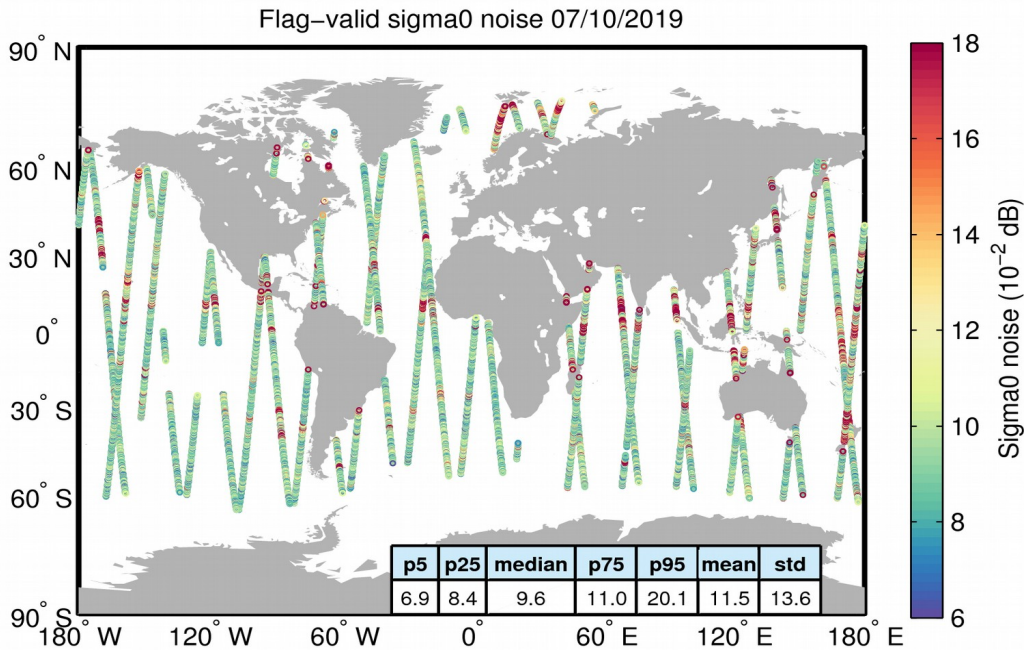 Flag−valid sigma0 noise 07/10/2019
90° N
60° N
30° N
0°
30° S
60° S
90° S
180° W 120° W 60° W 0° 60° E 120° E 180° E
p5 p25 median p75 p95 mean std
6.9 8.4 9.6 11.0 20.1 11.5 13.6
18
16
14
12
10
8
6
Sigma0 noise (10⁻² dB)